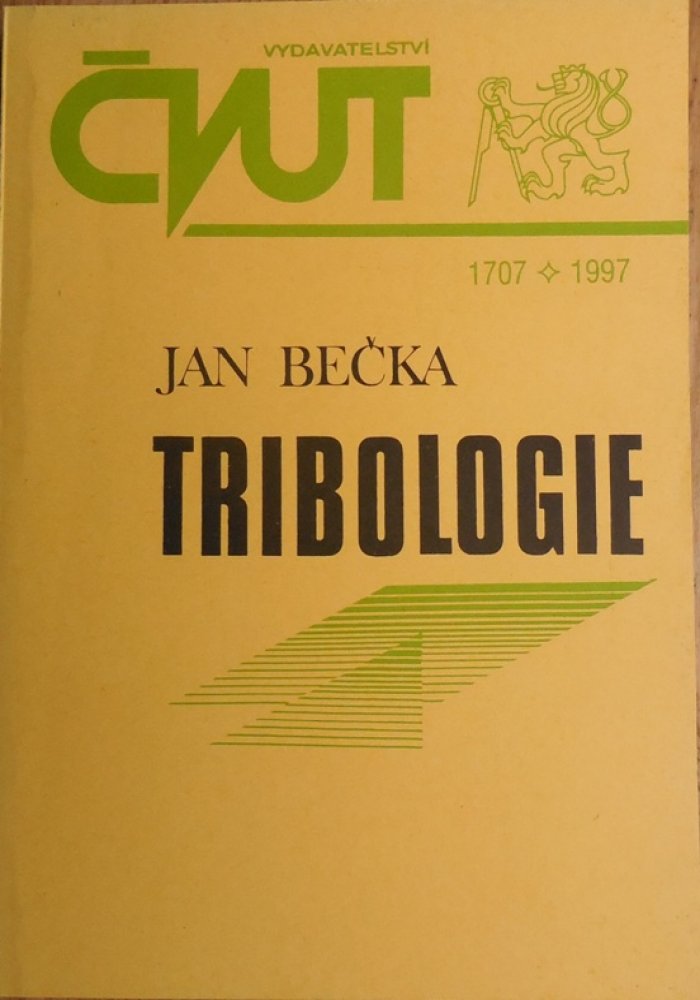 VYDAVATELSTVÍ
ČVUT
1707 ✧ 1997
JAN BEČKA
TRIBOLOGIE